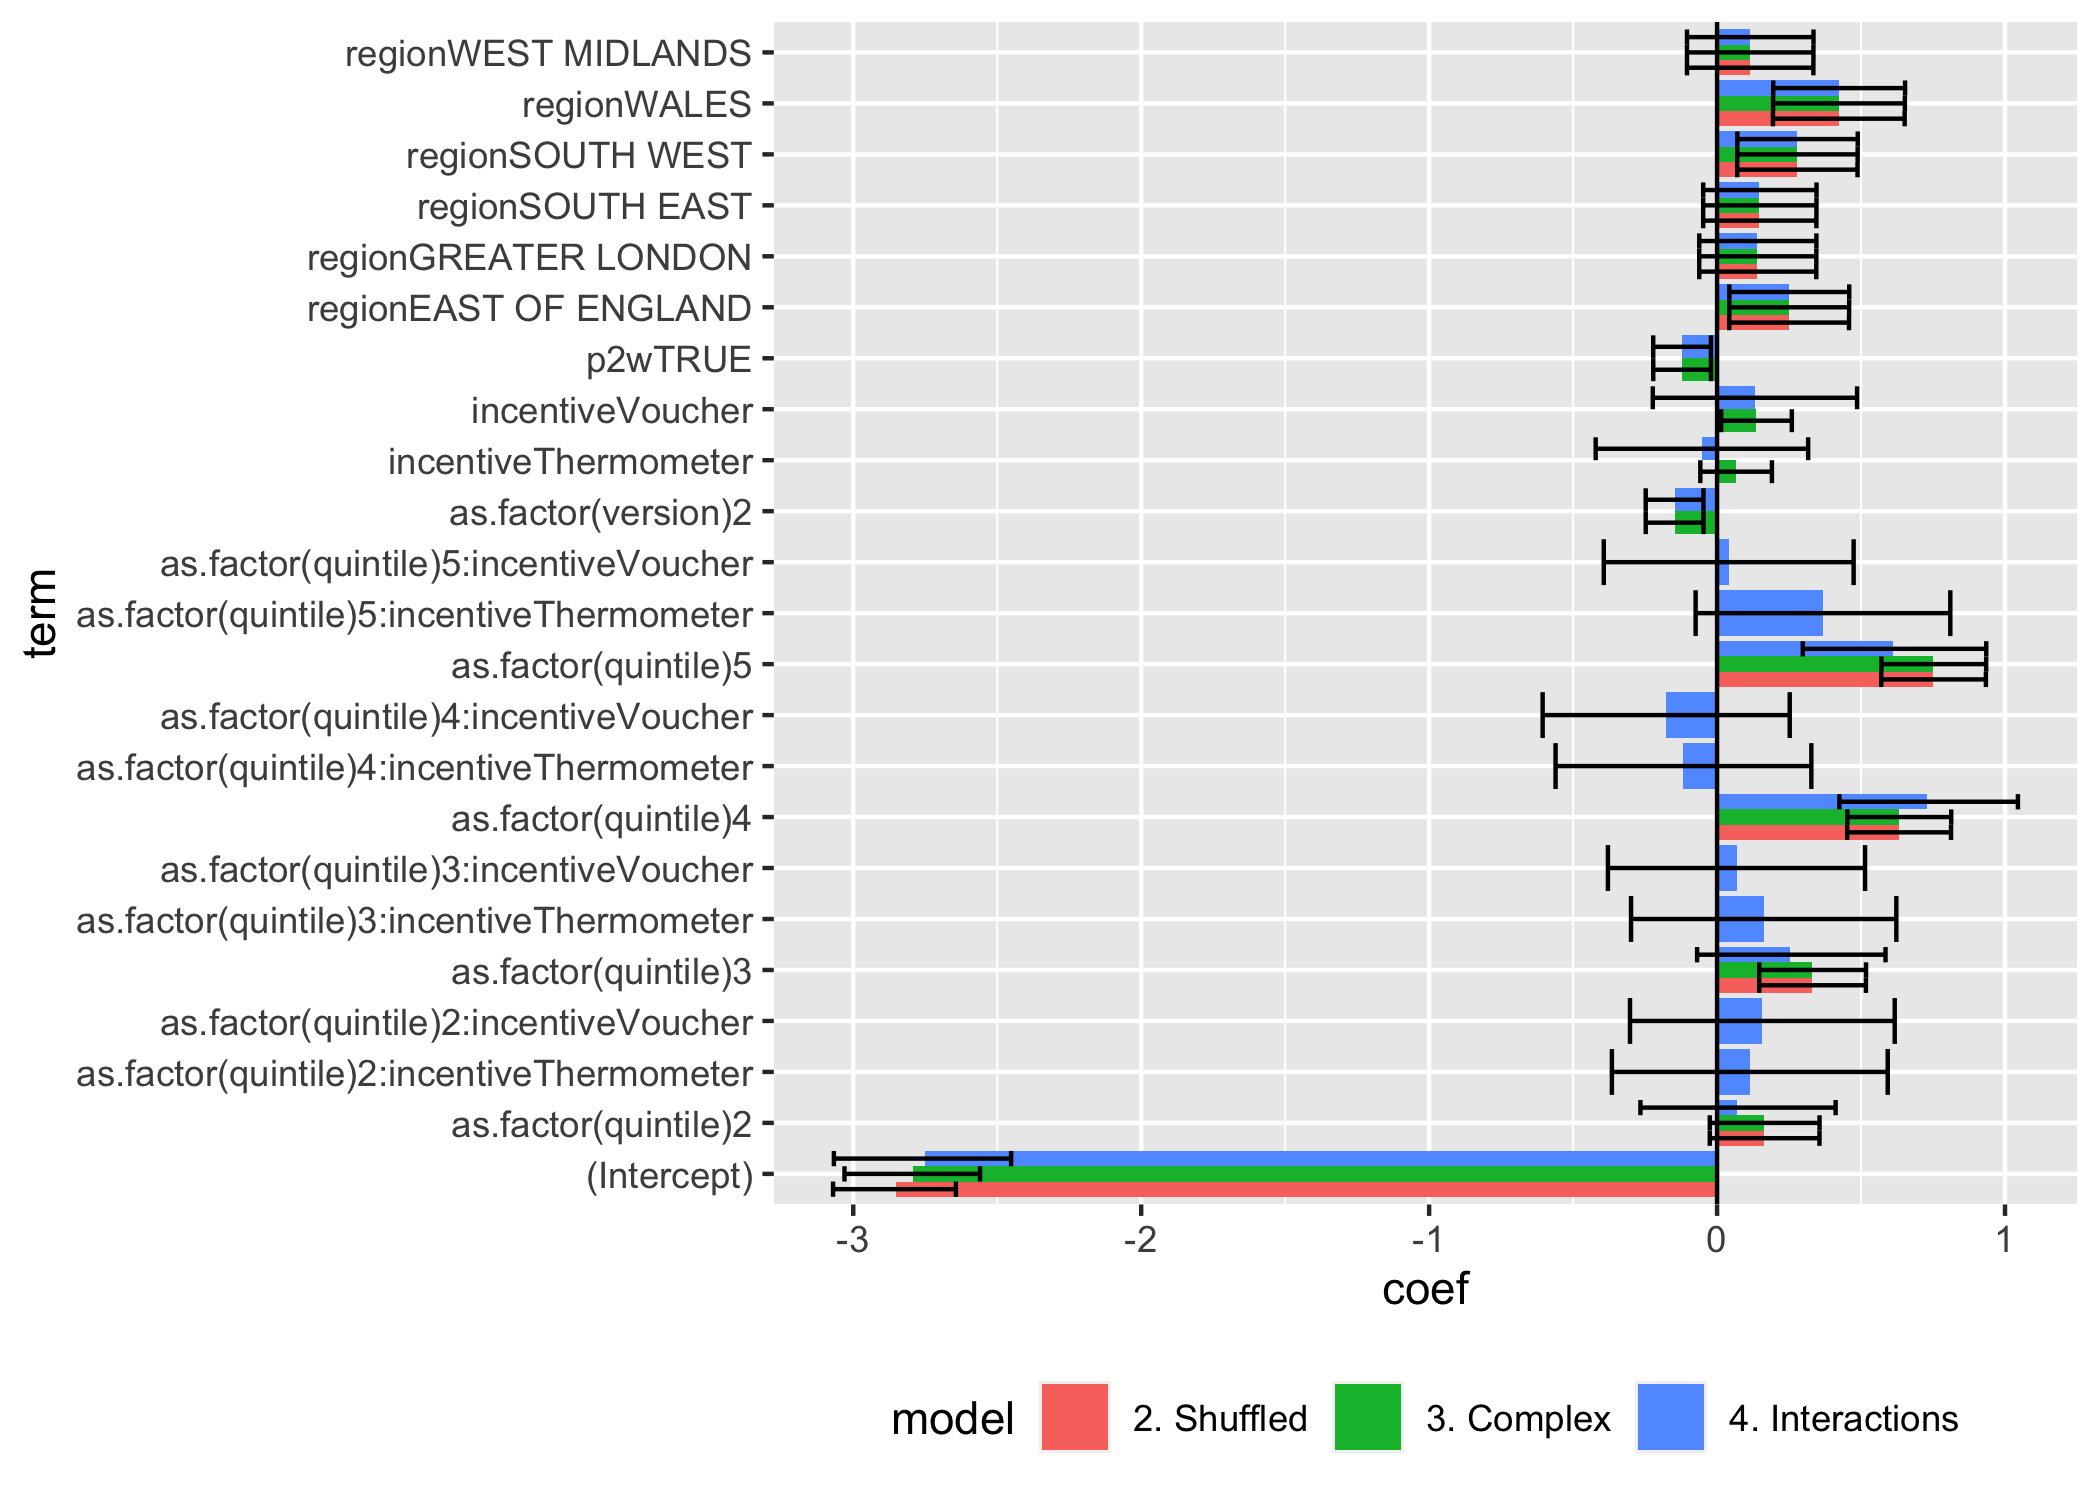 regionWEST MIDLANDS
regionWALES
regionSOUTH WEST
regionSOUTH EAST
regionGREATER LONDON
regionEAST OF ENGLAND
p2wTRUE
incentiveVoucher
incentiveThermometer
as.factor(version)2
as.factor(quintile)5:incentiveVoucher
as.factor(quintile)5:incentiveThermometer
as.factor(quintile)5
as.factor(quintile)4:incentiveVoucher
as.factor(quintile)4:incentiveThermometer
as.factor(quintile)4
as.factor(quintile)3:incentiveVoucher
as.factor(quintile)3:incentiveThermometer
as.factor(quintile)3
as.factor(quintile)2:incentiveVoucher
as.factor(quintile)2:incentiveThermometer
as.factor(quintile)2
(Intercept)
term
-3 -2 -1 0 1
coef
model 2. Shuffled 3. Complex 4. Interactions